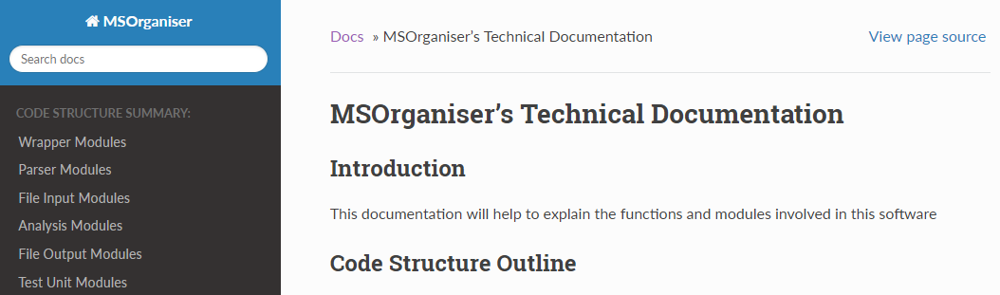 MSOrganiser
Search docs
CODE STRUCTURE SUMMARY:
Wrapper Modules
Parser Modules
File Input Modules
Analysis Modules
File Output Modules
Test Unit Modules
Docs » MSOrganiser’s Technical Documentation
View page source
MSOrganiser’s Technical Documentation
Introduction
This documentation will help to explain the functions and modules involved in this software
Code Structure Outline